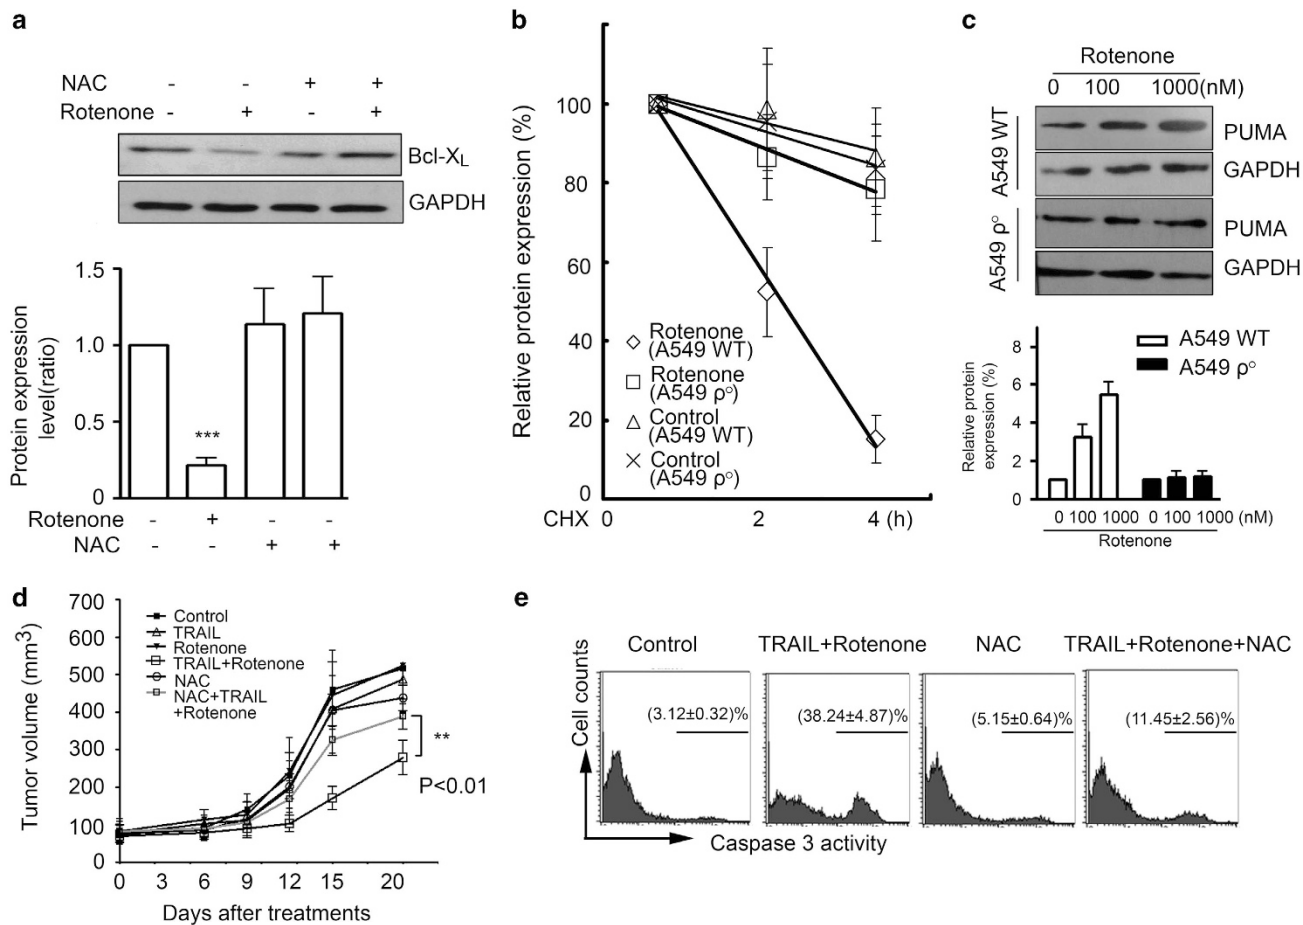 a
NAC - - + +
Rotenone - + - +
Bcl-XL
GAPDH
Protein expression
level(ratio)
1.5
1.0
0.5
0
***
Rotenone - + - -
NAC - - + +
b
Relative protein expression (%)
100
80
60
40
20
0
Rotenone
(A549 WT)
Rotenone
(A549 ρ°)
Control
(A549 WT)
Control
(A549 ρ°)
CHX 0 2 4 (h)
c
Rotenone
0 100 1000(nM)
A549 WT
PUMA
GAPDH
A549 ρ°
PUMA
GAPDH
Relative protein
expression (%)
8
6
4
2
0
A549 WT
A549 ρ°
0 100 1000 0 100 1000 (nM)
Rotenone
d
Tumor volume (mm3)
700
600
500
400
300
200
100
0
Control
TRAIL
Rotenone
TRAIL+Rotenone
NAC
NAC+TRAIL
+Rotenone
**
P<0.01
0 3 6 9 12 15 20
Days after treatments
e
Control TRAIL+Rotenone NAC TRAIL+Rotenone+NAC
Cell counts
(3.12±0.32)% (38.24±4.87)% (5.15±0.64)% (11.45±2.56)%
Caspase 3 activity